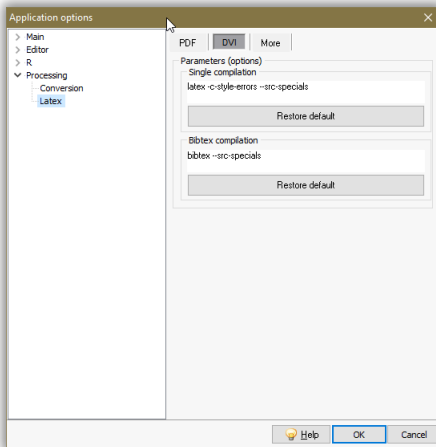 Application options
Main
Editor
R
Processing
Conversion
Latex
PDF DVI More
Parameters (options)
Single compilation
latex -c-style-errors --src-specials
Restore default
Bibtex compilation
bibtex --src-specials
Restore default
Help OK Cancel